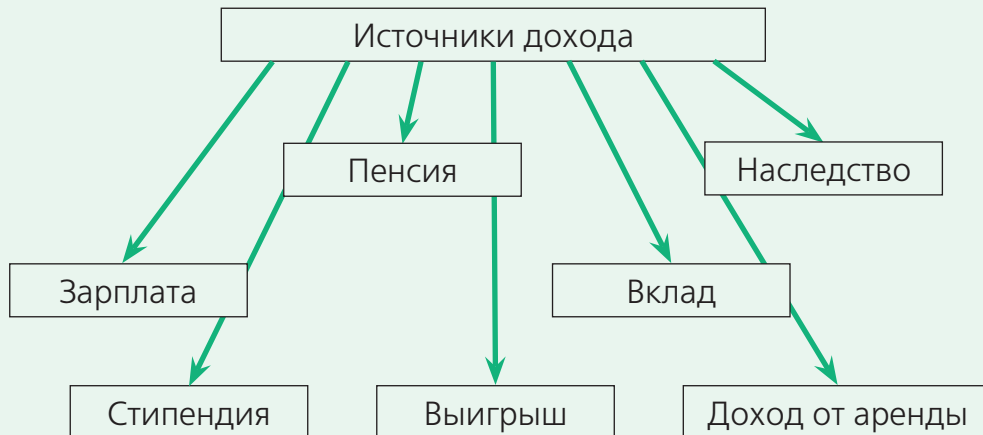 Источники дохода
Пенсия
Наследство
Зарплата
Вклад
Стипендия
Выигрыш
Доход от аренды